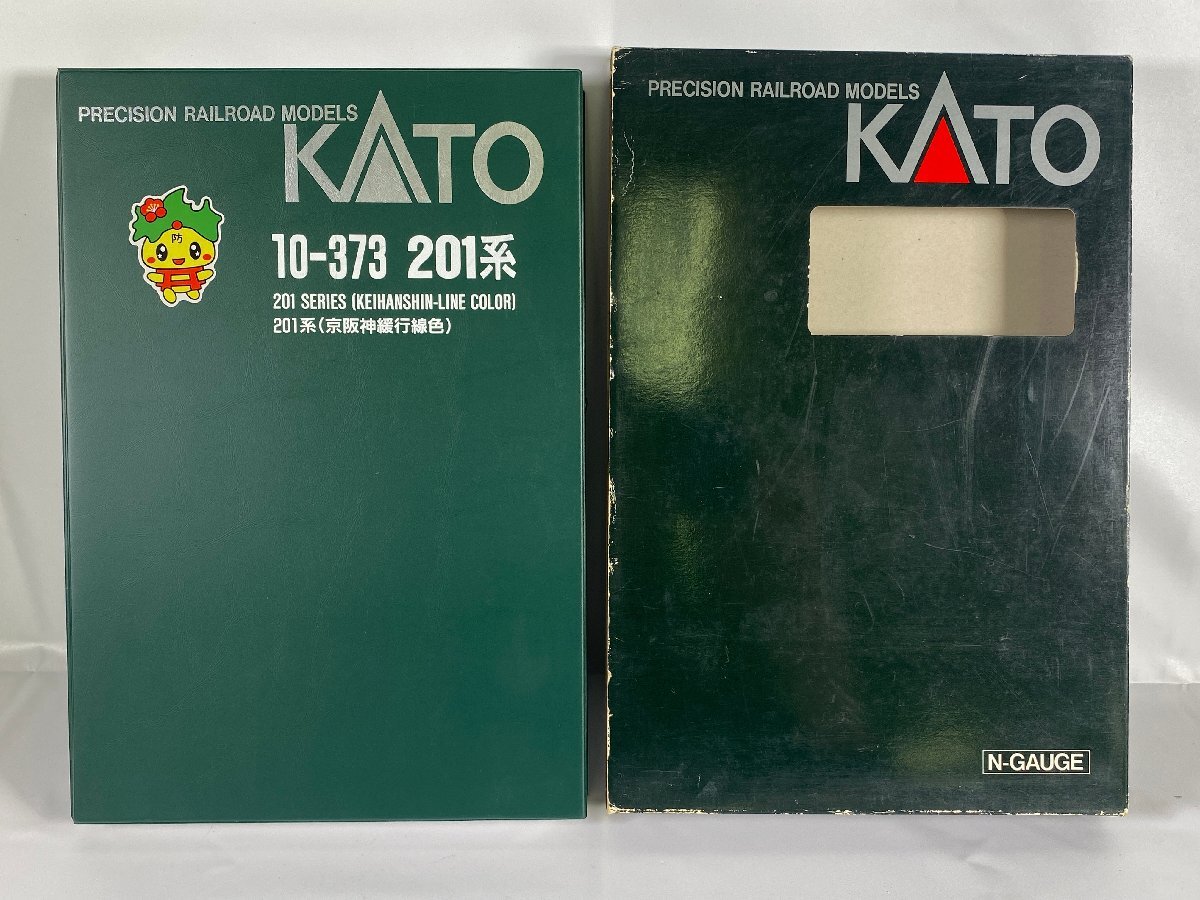 PRECISION RAILROAD MODELS
KATO
防
10-373 201系
201 SERIES (KEIHANSHIN-LINE COLOR)
201系(京阪神緩行線色)
PRECISION RAILROAD MODELS
KATO
N-GAUGE